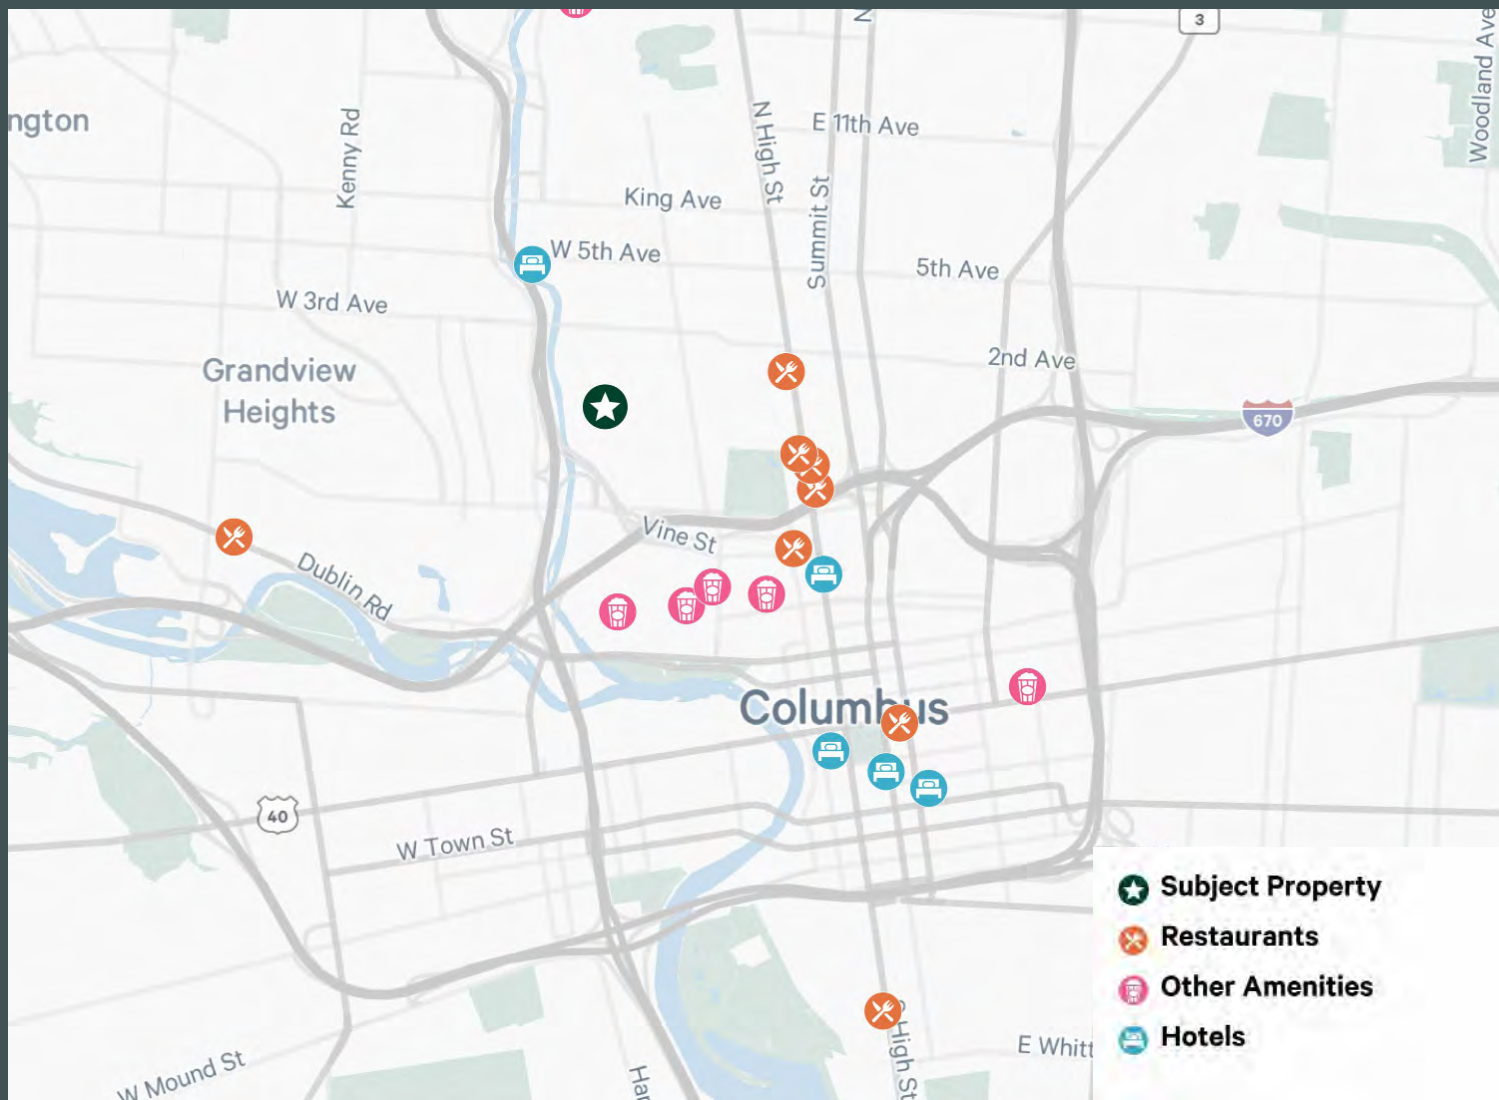 3
N
Woodland Ave
ngton
Kenny Rd
N High St
E 11th Ave
King Ave
Summit St
W 5th Ave
5th Ave
W 3rd Ave
2nd Ave
Grandview
Heights
670
Vine St
Dublin Rd
Columbus
40
W Town St
Subject Property
Restaurants
Other Amenities
Hotels
S High St
E Whitt
W Mound St
Har